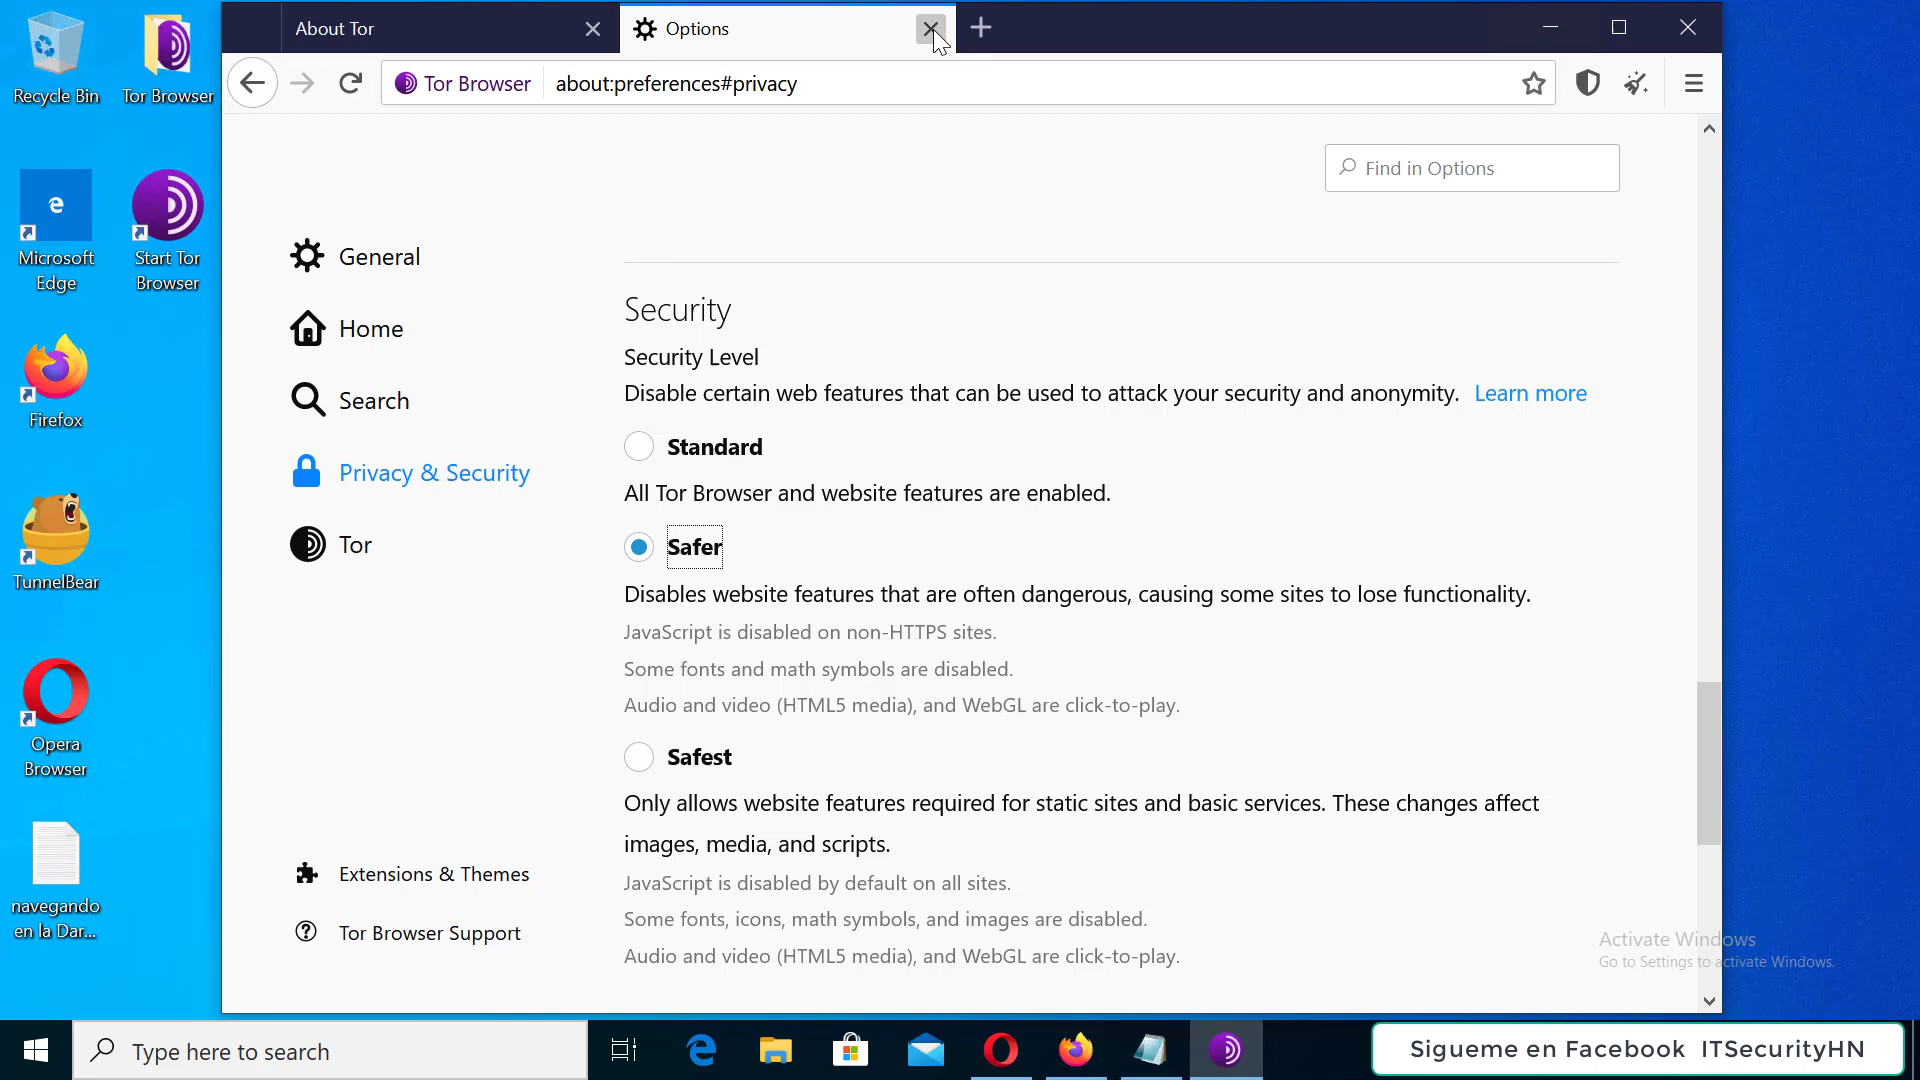 Recycle Bin
Tor Browser
Microsoft
Edge
Start Tor
Browser
Firefox
TunnelBear
Opera
Browser
navegando
en la Dar...
About Tor
Options
Tor Browser
about:preferences#privacy
Find in Options
General
Home
Search
Privacy & Security
Tor
Extensions & Themes
Tor Browser Support
Security
Security Level
Disable certain web features that can be used to attack your security and anonymity. Learn more
Standard
All Tor Browser and website features are enabled.
Safer
Disables website features that are often dangerous, causing some sites to lose functionality.
JavaScript is disabled on non-HTTPS sites.
Some fonts and math symbols are disabled.
Audio and video (HTML5 media), and WebGL are click-to-play.
Safest
Only allows website features required for static sites and basic services. These changes affect
images, media, and scripts.
JavaScript is disabled by default on all sites.
Some fonts, icons, math symbols, and images are disabled.
Audio and video (HTML5 media), and WebGL are click-to-play.
Activate Windows
Go to Settings to activate Windows.
Type here to search
Sigueme en Facebook ITSecurityHN